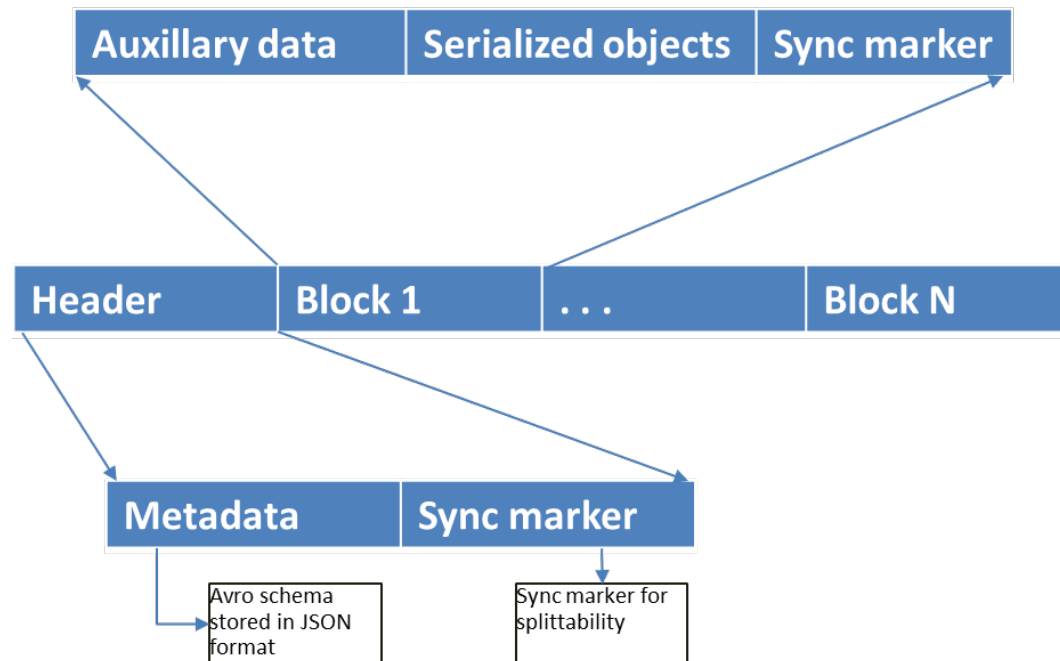 Auxillary data Serialized objects Sync marker
Header Block 1 . . . Block N
Metadata Sync marker
Avro schema
stored in JSON
format
Sync marker for
splittability